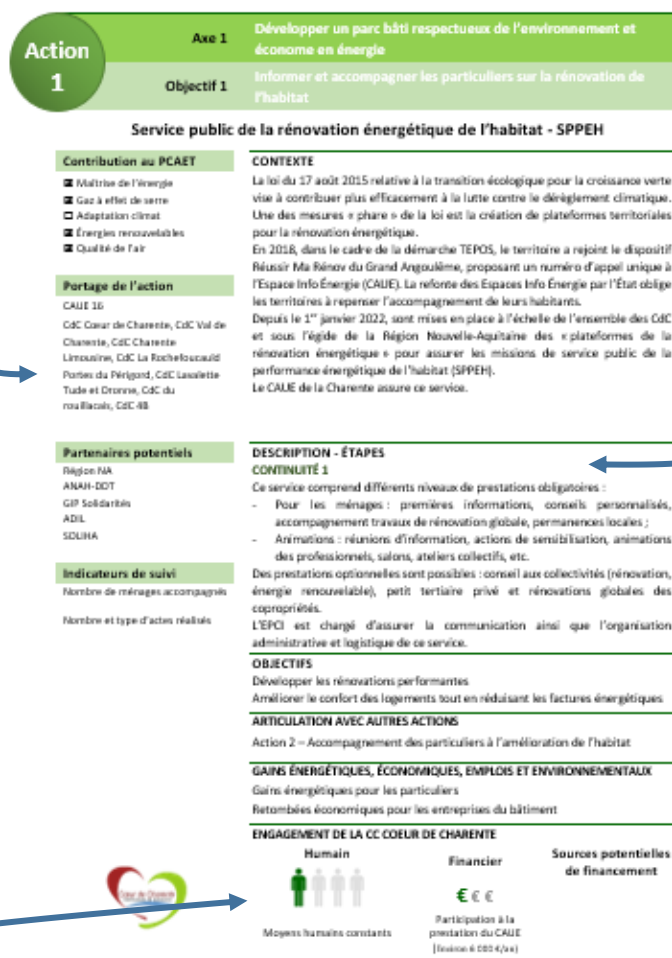 Action
1
Axe 1
Développer un parc bâti respectueux de l'environnement et
économe en énergie
Objectif 1
Informer et accompagner les particuliers sur la rénovation de
l'habitat
Service public de la rénovation énergétique de l'habitat - SPPEH
Contribution au PCAET
Maîtrise de l'énergie
Gaz à effet de serre
Adaptation climat
Énergies renouvelables
Qualité de l'air
Portage de l'action
CAUE 16
CdC Coeur de Charente, CdC Val de
Charente, CdC Charente
Limousine, CdC La Rochefoucauld
Portes du Périgord, CdC Lavalette
Tude et Dronne, CdC du
rouillacais, CdC 4B
Partenaires potentiels
Région NA
ANAH-DDT
GIP Solidarités
ADIL
SOLIHA
Indicateurs de suivi
Nombre de ménages accompagnés
Nombre et type d'actes réalisés
CONTEXTE
La loi du 17 août 2015 relative à la transition écologique pour la croissance verte
vise à contribuer plus efficacement à la lutte contre le dérèglement climatique.
Une des mesures « phare » de la loi est la création de plateformes territoriales
pour la rénovation énergétique.
En 2018, dans le cadre de la démarche TEPOS, le territoire a rejoint le dispositif
Réussir Ma Rénov du Grand Angoulême, proposant un numéro d'appel unique à
l'Espace Info Énergie (CAUE). La refonte des Espaces Info Énergie par l'État oblige
les territoires à repenser l'accompagnement de leurs habitants.
Depuis le 1er janvier 2022, sont mises en place à l'échelle de l'ensemble des CdC
et sous l'égide de la Région Nouvelle-Aquitaine des « plateformes de la
rénovation énergétique » pour assurer les missions de service public de la
performance énergétique de l'habitat (SPPEH).
Le CAUE de la Charente assure ce service.
DESCRIPTION - ÉTAPES
CONTINUITÉ 1
Ce service comprend différents niveaux de prestations obligatoires :
- Pour les ménages : premières informations, conseils personnalisés,
accompagnement travaux de rénovation globale, permanences locales ;
- Animations : réunions d'information, actions de sensibilisation, animations
des professionnels, salons, ateliers collectifs, etc.
Des prestations optionnelles sont possibles : conseil aux collectivités (rénovation,
énergie renouvelable), petit tertiaire privé et rénovations globales des
copropriétés.
L'EPCI est chargé d'assurer la communication ainsi que l'organisation
administrative et logistique de ce service.
OBJECTIFS
Développer les rénovations performantes
Améliorer le confort des logements tout en réduisant les factures énergétiques
ARTICULATION AVEC AUTRES ACTIONS
Action 2 – Accompagnement des particuliers à l'amélioration de l'habitat
GAINS ÉNERGÉTIQUES, ÉCONOMIQUES, EMPLOIS ET ENVIRONNEMENTAUX
Gains énergétiques pour les particuliers
Retombées économiques pour les entreprises du bâtiment
ENGAGEMENT DE LA CC COEUR DE CHARENTE
Humain
Moyens humains constants
Financier
€ € €
Participation à la
prestation du CAUE
(Environ 6 000 €/an)
Sources potentielles
de financement
Coeur de Charente